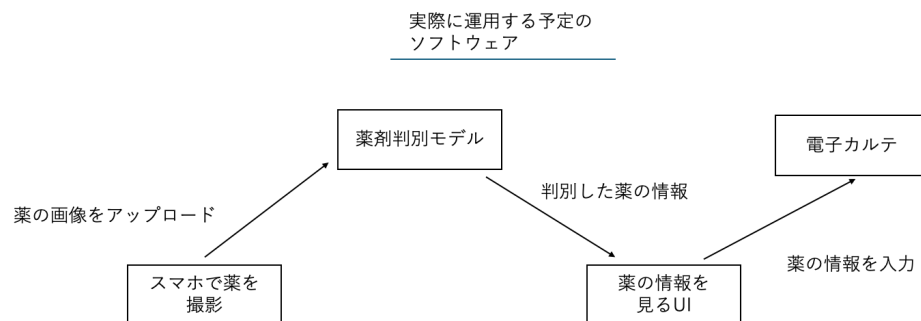 実際に運用する予定の
ソフトウェア
薬剤判別モデル
電子カルテ
判別した薬の情報
薬の画像をアップロード
薬の情報を入力
スマホで薬を
撮影
薬の情報を
見るUI